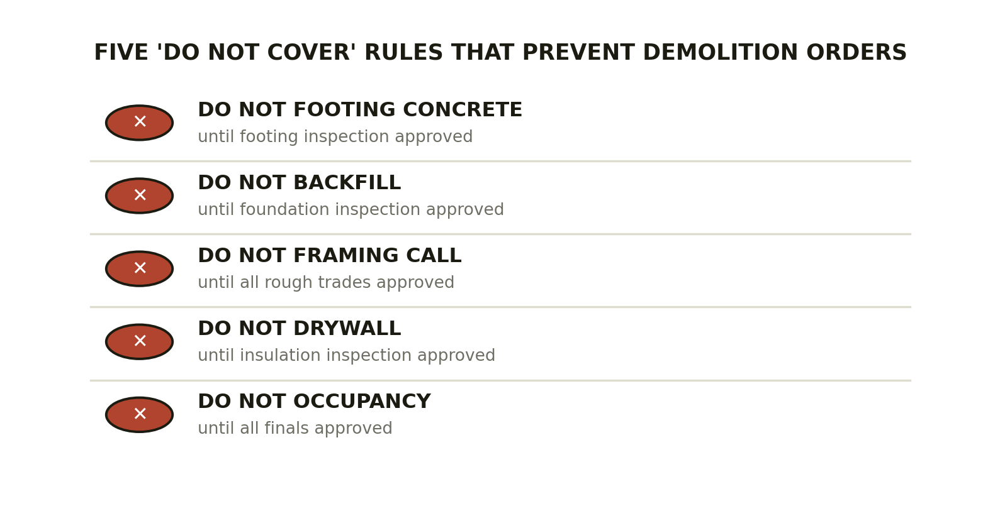 FIVE 'DO NOT COVER' RULES THAT PREVENT DEMOLITION ORDERS
DO NOT FOOTING CONCRETE
until footing inspection approved
DO NOT BACKFILL
until foundation inspection approved
DO NOT FRAMING CALL
until all rough trades approved
DO NOT DRYWALL
until insulation inspection approved
DO NOT OCCUPANCY
until all finals approved